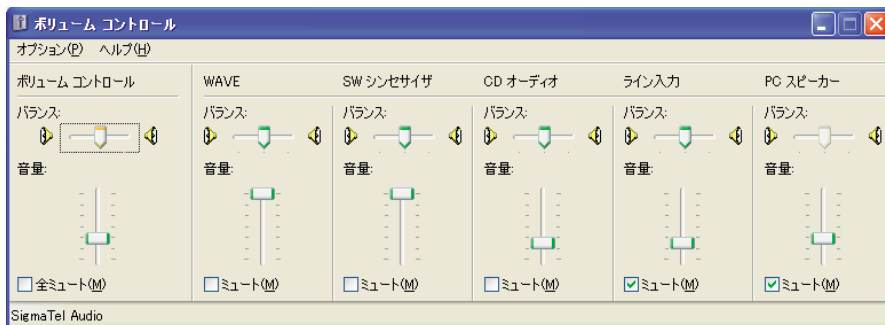 ボリューム コントロール
オプション(P) ヘルプ(H)
ボリューム コントロール WAVE SW シンセサイザ CD オーディオ ライン入力 PC スピーカー
バランス: バランス: バランス: バランス: バランス: バランス:
音量: 音量: 音量: 音量: 音量: 音量:
全ミュート(M) ミュート(M) ミュート(M) ミュート(M) ミュート(M) ミュート(M)
SigmaTel Audio